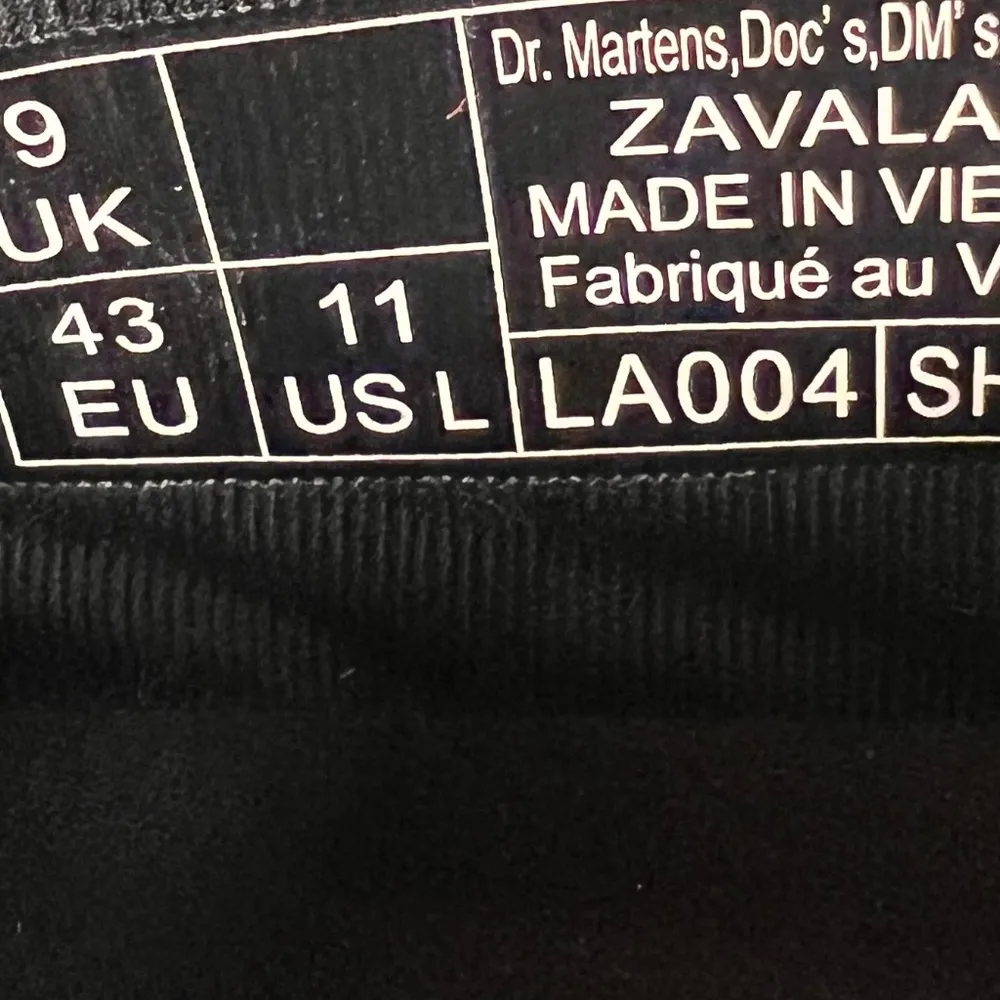 9
UK
43
EU
11
US L
Dr. Martens,Doc's,DM's
ZAVALA
MADE IN VIE
Fabriqué au V
LA004
SH